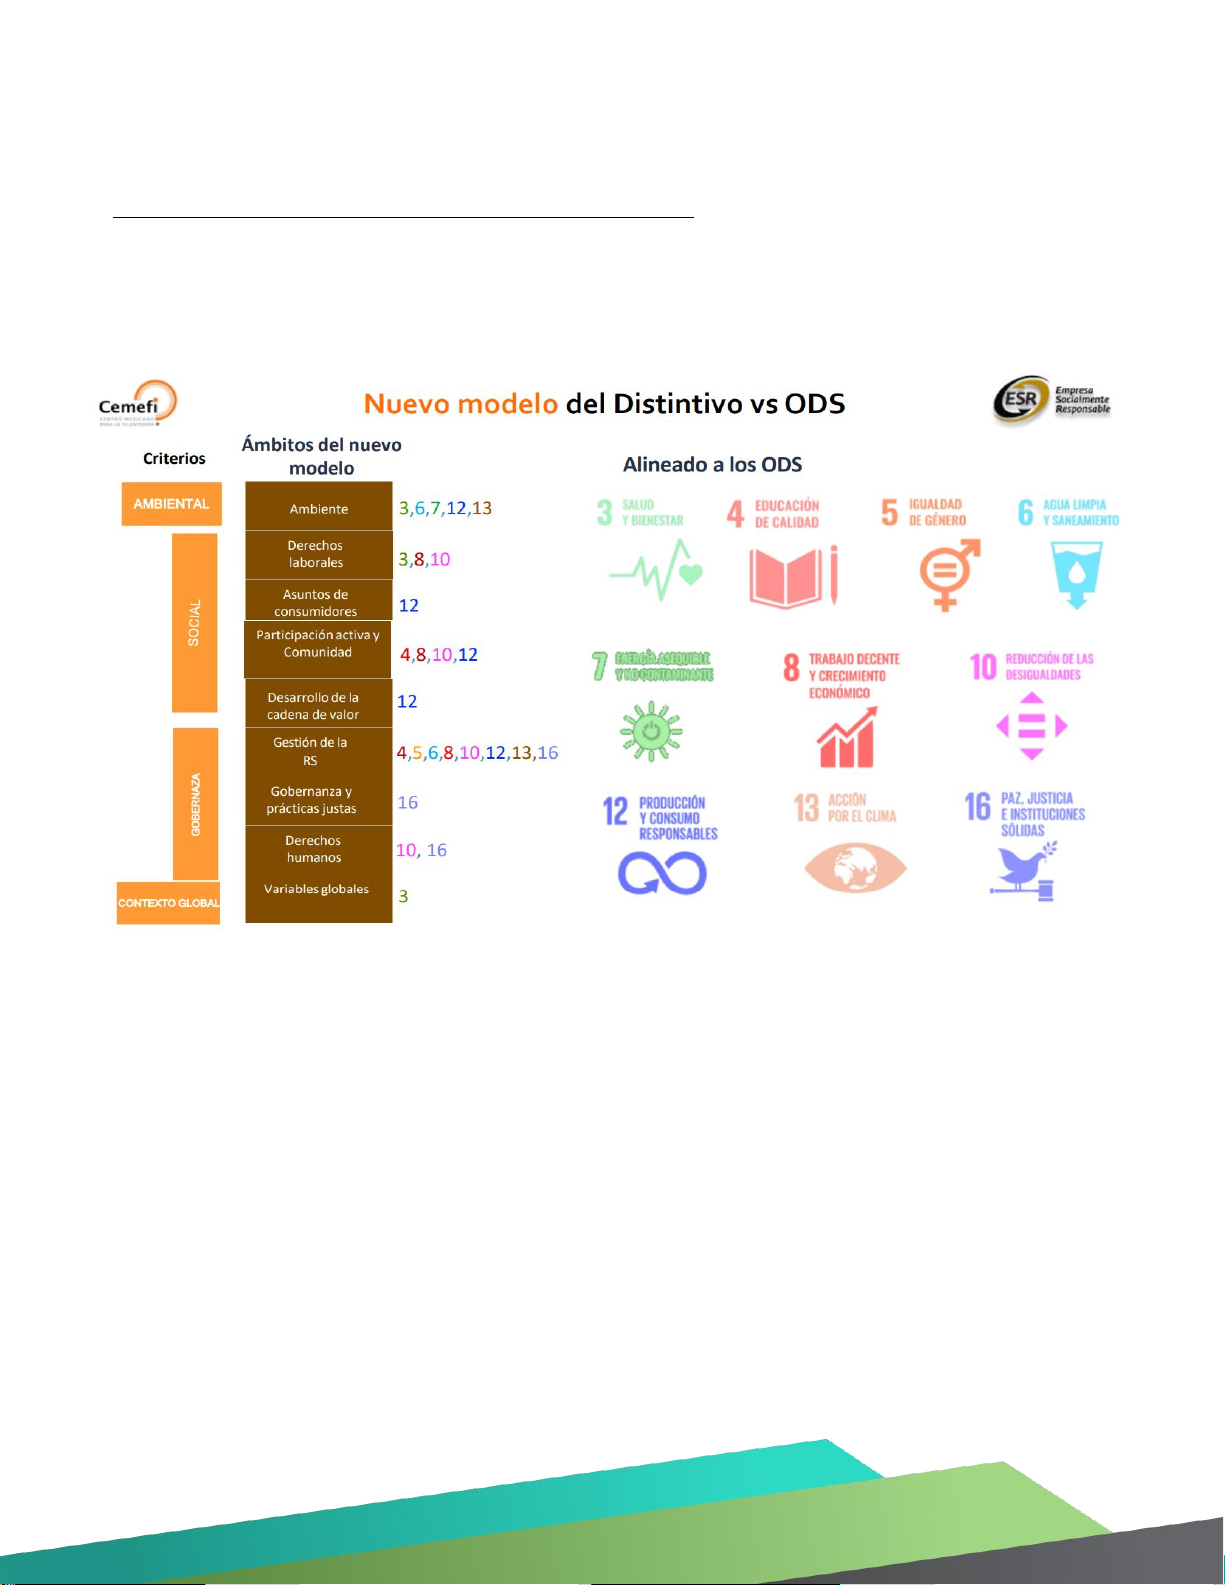 Cemefi
CENTRO MEXICANO
PARA LA FILANTROPÍA
Nuevo modelo del Distintivo vs ODS
ESR
Empresa
Socialmente
Responsable
Criterios
Ámbitos del nuevo
modelo
Alineado a los ODS
AMBIENTAL
Ambiente
3,6,7,12,13
SOCIAL
Derechos
laborales
3,8,10
Asuntos de
consumidores
12
Participación activa y
Comunidad
4,8,10,12
Desarrollo de la
cadena de valor
12
GOBERNAZA
Gestión de la
RS
4,5,6,8,10,12,13,16
Gobernanza y
prácticas justas
16
Derechos
humanos
10, 16
CONTEXTO GLOBAL
Variables globales
3
3 SALUD
Y BIENESTAR
4 EDUCACIÓN
DE CALIDAD
5 IGUALDAD
DE GÉNERO
6 AGUA LIMPIA
Y SANEAMIENTO
7 ENERGÍA ASEQUIBLE
Y NO CONTAMINANTE
8 TRABAJO DECENTE
Y CRECIMIENTO
ECONÓMICO
10 REDUCCIÓN DE LAS
DESIGUALDADES
12 PRODUCCIÓN
Y CONSUMO
RESPONSABLES
13 ACCIÓN
POR EL CLIMA
16 PAZ, JUSTICIA
E INSTITUCIONES
SÓLIDAS